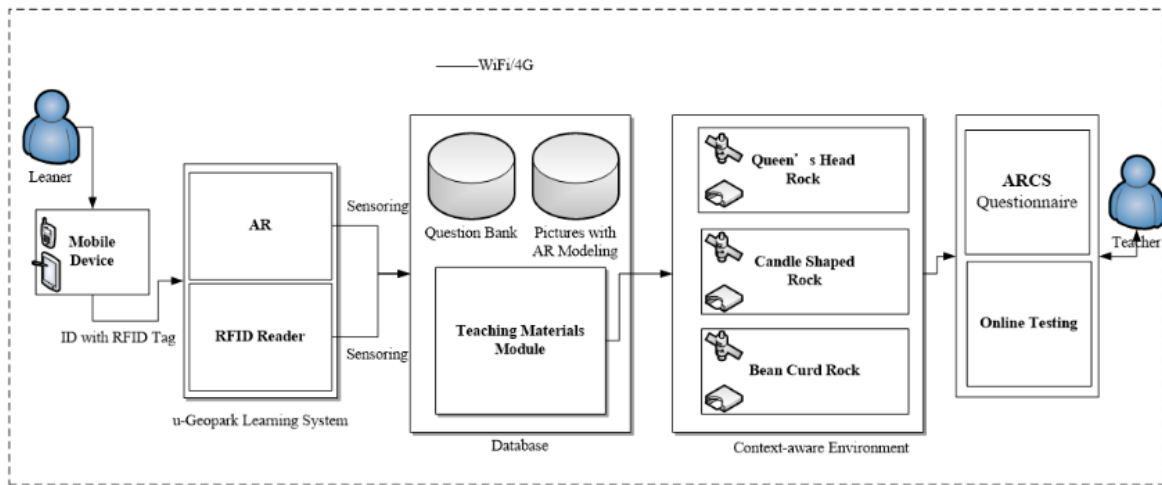 WiFi/4G
Leaner
Mobile
Device
ID with RFID Tag
AR
RFID Reader
u-Geopark Learning System
Sensoring
Sensoring
Question Bank
Pictures with
AR Modeling
Teaching Materials
Module
Database
Queen's Head
Rock
Candle Shaped
Rock
Bean Curd Rock
Context-aware Environment
ARCS
Questionnaire
Online Testing
Teacher